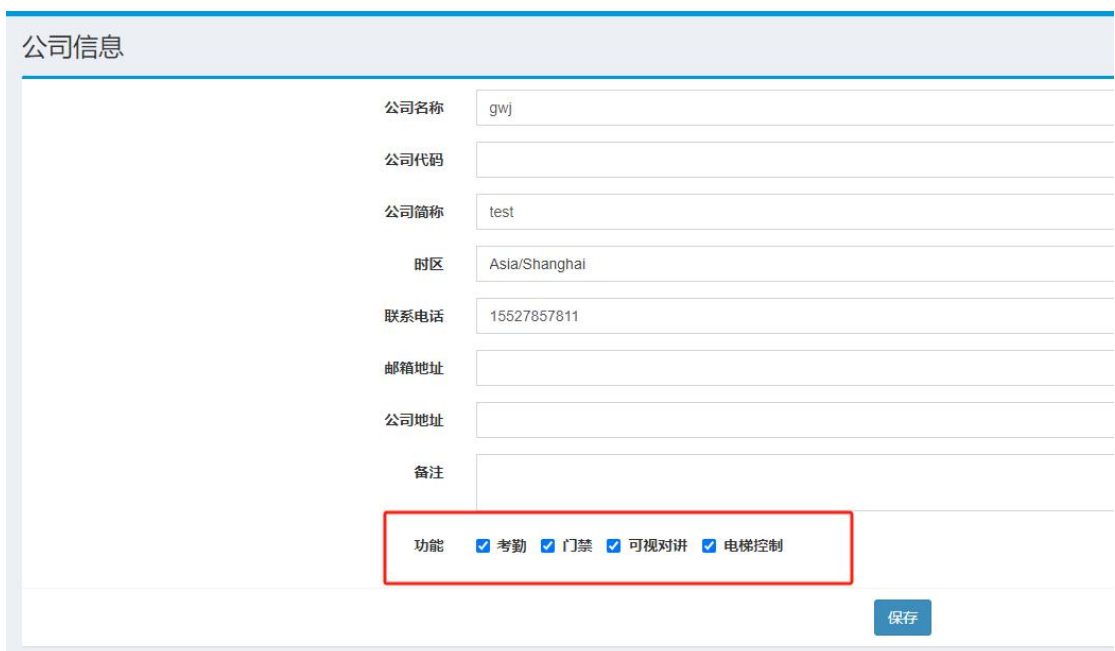 公司信息
公司名称 gwj
公司代码
公司简称 test
时区 Asia/Shanghai
联系电话 15527857811
邮箱地址
公司地址
备注
功能 考勤 门禁 可视对讲 电梯控制
保存